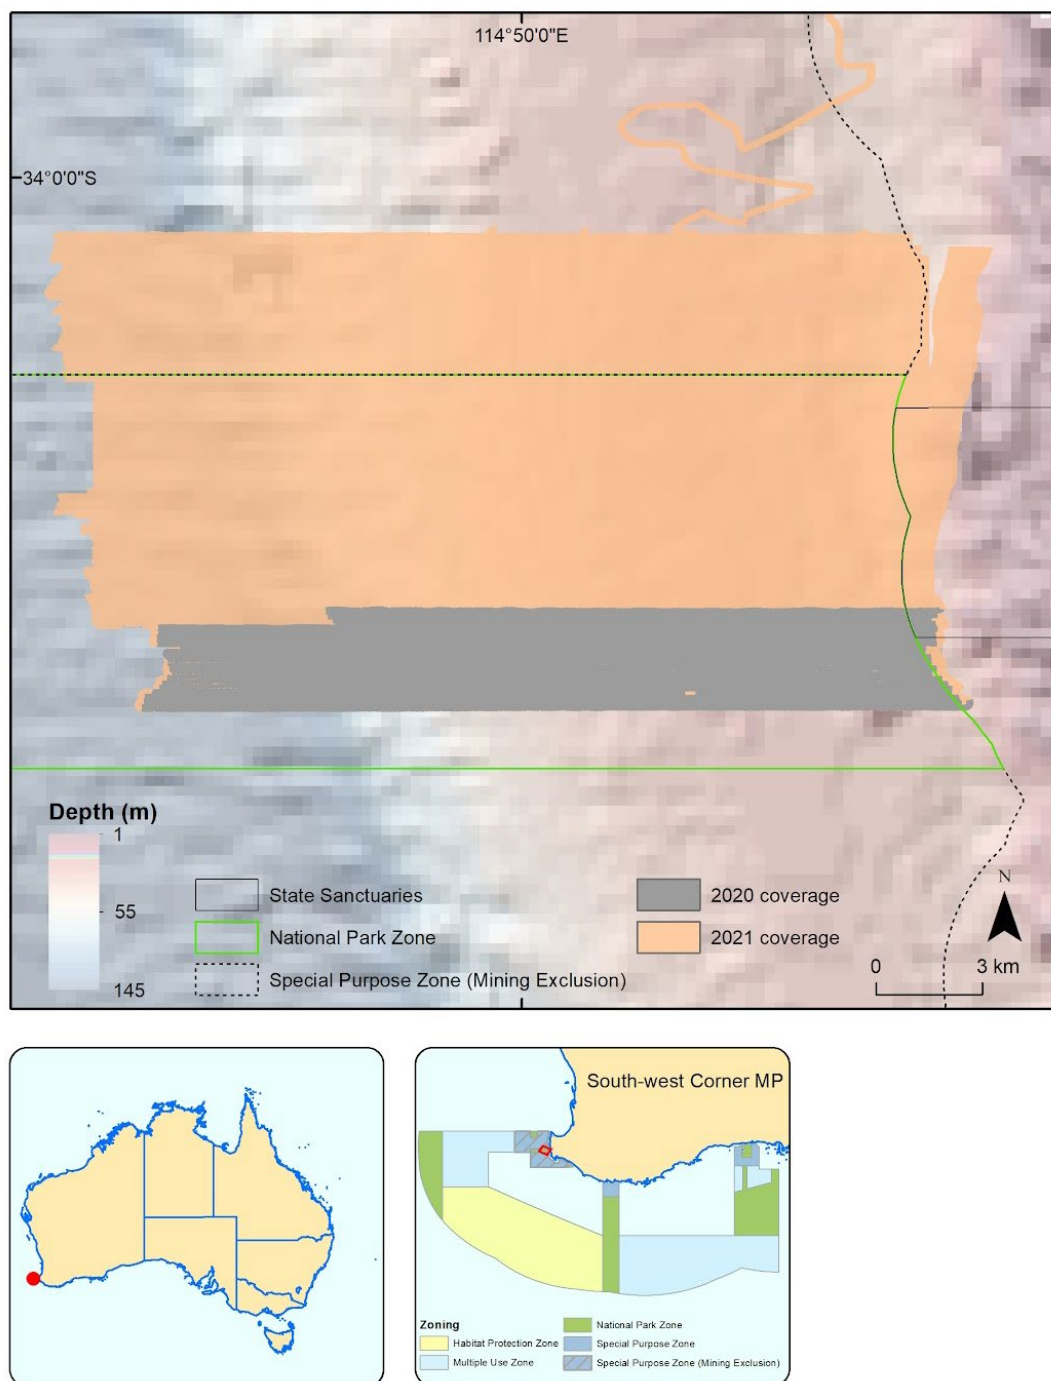 114°50'0"E
34°0'0"S
Depth (m)
1
55
145
State Sanctuaries
National Park Zone
Special Purpose Zone (Mining Exclusion)
2020 coverage
2021 coverage
N
0 3 km
South-west Corner MP
Zoning
Habitat Protection Zone
Multiple Use Zone
National Park Zone
Special Purpose Zone
Special Purpose Zone (Mining Exclusion)